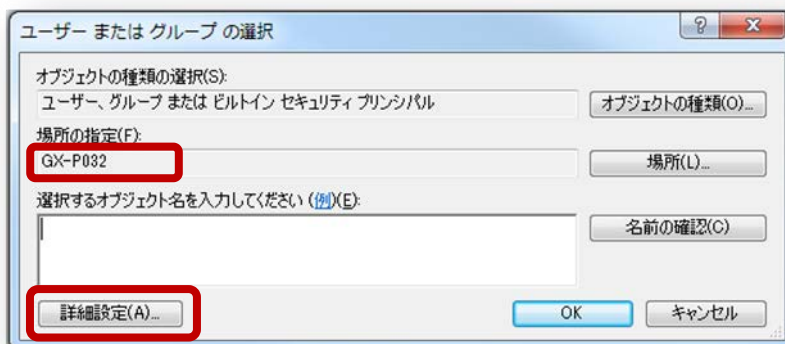 ユーザー または グループ の選択
オブジェクトの種類の選択(S):
ユーザー、グループ または ビルトイン セキュリティ プリンシパル
オブジェクトの種類(O)...
場所の指定(F):
GX-P032
場所(L)...
選択するオブジェクト名を入力してください (例)(E):
名前の確認(C)
詳細設定(A)...
OK
キャンセル